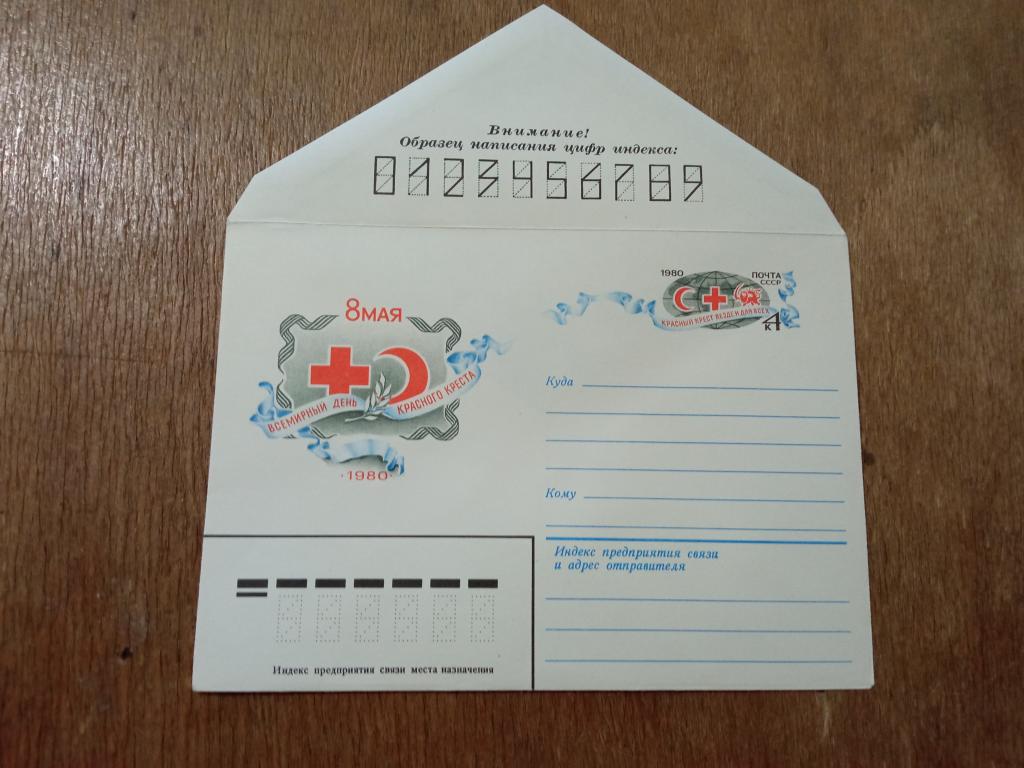 Внимание!
Образец написания цифр индекса:
0123456789
8 МАЯ
ВСЕМИРНЫЙ ДЕНЬ КРАСНОГО КРЕСТА
·1980·
1980 ПОЧТА
СССР
КРАСНЫЙ КРЕСТ ВЕЗДЕ И ДЛЯ ВСЕХ
4
К
Куда
Кому
Индекс предприятия связи
и адрес отправителя
Индекс предприятия связи места назначения